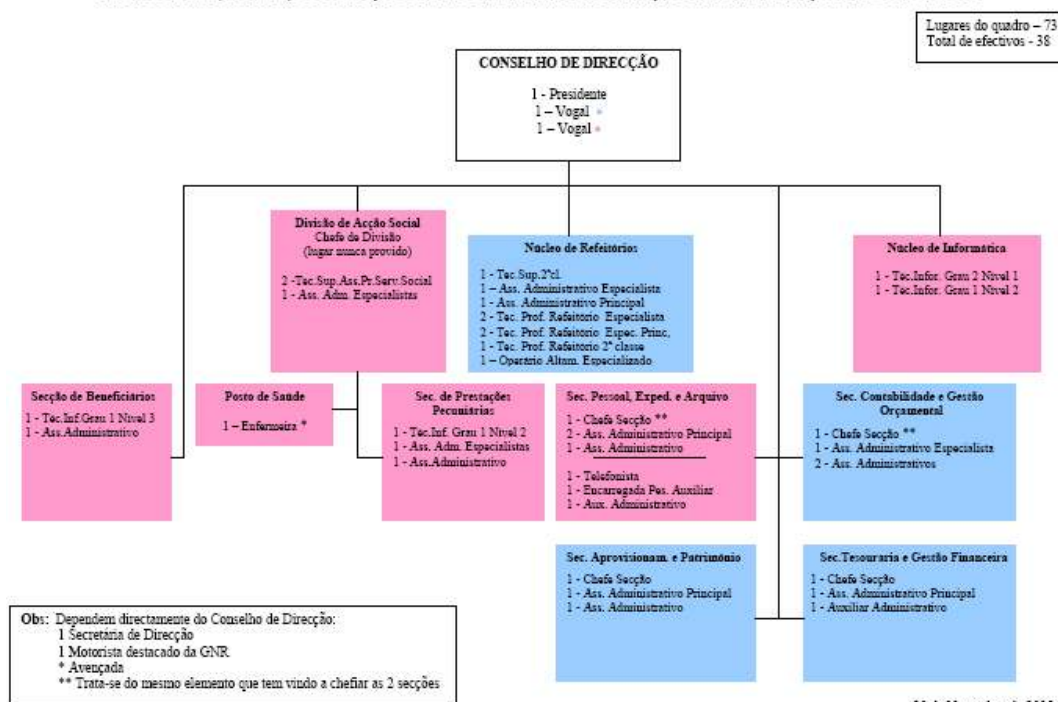 Lugares do quadro – 73
Total de efectivos - 38
CONSELHO DE DIRECÇÃO
1 - Presidente
1 – Vogal
1 – Vogal
Divisão de Acção Social
Chefe de Divisão
(lugar nunca provido)
2 -Tec.Sup.Ass.Pr.Serv.Social
1 - Ass. Adm. Especialistas
Núcleo de Refeitórios
1 - Tec.Sup.2ªcl.
1 – Ass. Administrativo Especialista
1 - Ass. Administrativo Principal
2 - Tec. Prof. Refeitório Especialista
2 - Tec. Prof. Refeitório Espec. Princ,
1 - Tec. Prof. Refeitório 2ª classe
1 – Operário Altam. Especializado
Núcleo de Informática
1 - Tec.Infor. Grau 2 Nivel 1
1 - Tec.Infor. Grau 1 Nivel 2
Secção de Beneficiários
1 - Tec.Inf.Grau 1 Nivel 3
1 - Ass.Administrativo
Posto de Saúde
1 – Enfermeira *
Sec. de Prestações
Pecuniárias
1 - Tec.Inf. Grau 1 Nivel 2
1 - Ass. Adm. Especialistas
1 - Ass.Administrativo
Sec. Pessoal, Exped. e Arquivo
1 - Chefe Secção **
2 - Ass. Administrativo Principal
1 - Ass. Administrativo
1 - Telefonista
1 - Encarregada Pes. Auxiliar
1 - Aux. Administrativo
Sec. Contabilidade e Gestão
Orçamental
1 - Chefe Secção **
1 - Ass. Administrativo Especialista
2 - Ass. Administrativos
Sec. Aprovisionam. e Património
1 - Chefe Secção
1 - Ass. Administrativo Principal
1 - Ass. Administrativo
Sec.Tesouraria e Gestão Financeira
1 - Chefe Secção
1 - Ass. Administrativo Principal
1 - Auxiliar Administrativo
Obs: Dependem directamente do Conselho de Direcção:
1 Secretária de Direcção
1 Motorista destacado da GNR
* Avençada
** Trata-se do mesmo elemento que tem vindo a chefiar as 2 secções